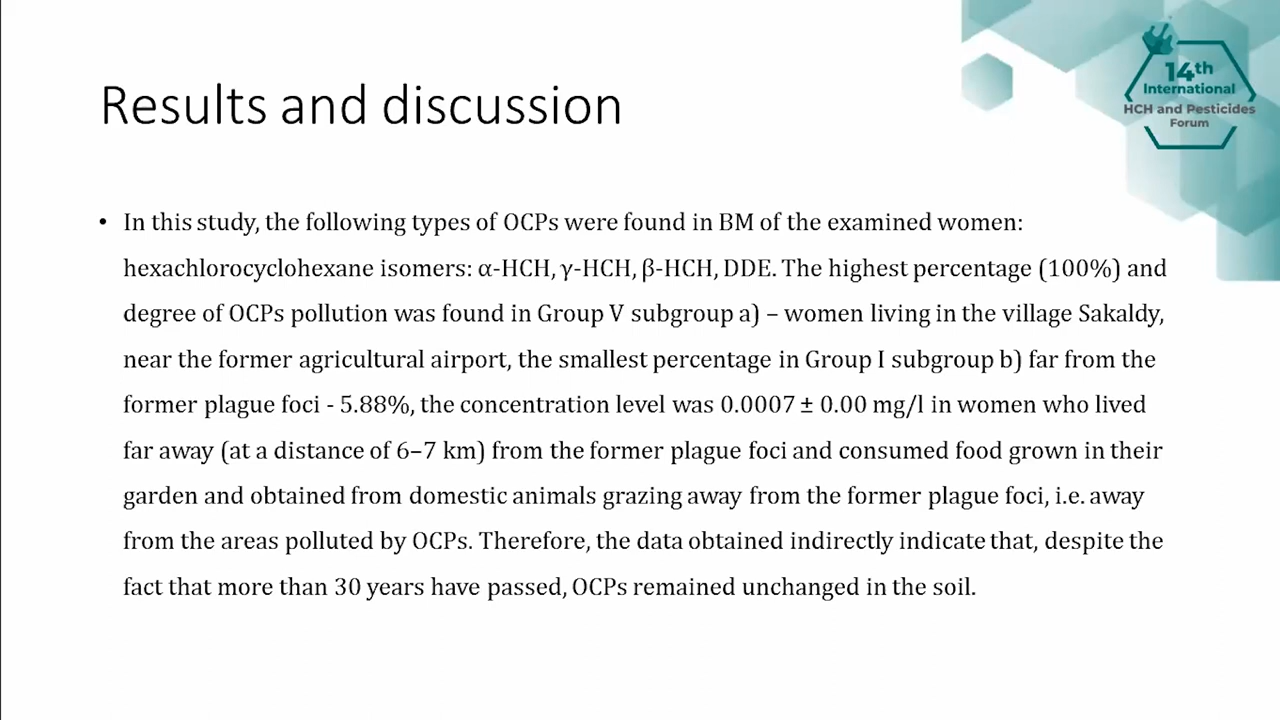 Results and discussion
14th
International
HCH and Pesticides
Forum
• In this study, the following types of OCPs were found in BM of the examined women:
hexachlorocyclohexane isomers: α-HCH, γ-HCH, β-HCH, DDE. The highest percentage (100%) and
degree of OCPs pollution was found in Group V subgroup a) – women living in the village Sakaldy,
near the former agricultural airport, the smallest percentage in Group I subgroup b) far from the
former plague foci - 5.88%, the concentration level was 0.0007 ± 0.00 mg/l in women who lived
far away (at a distance of 6–7 km) from the former plague foci and consumed food grown in their
garden and obtained from domestic animals grazing away from the former plague foci, i.e. away
from the areas polluted by OCPs. Therefore, the data obtained indirectly indicate that, despite the
fact that more than 30 years have passed, OCPs remained unchanged in the soil.